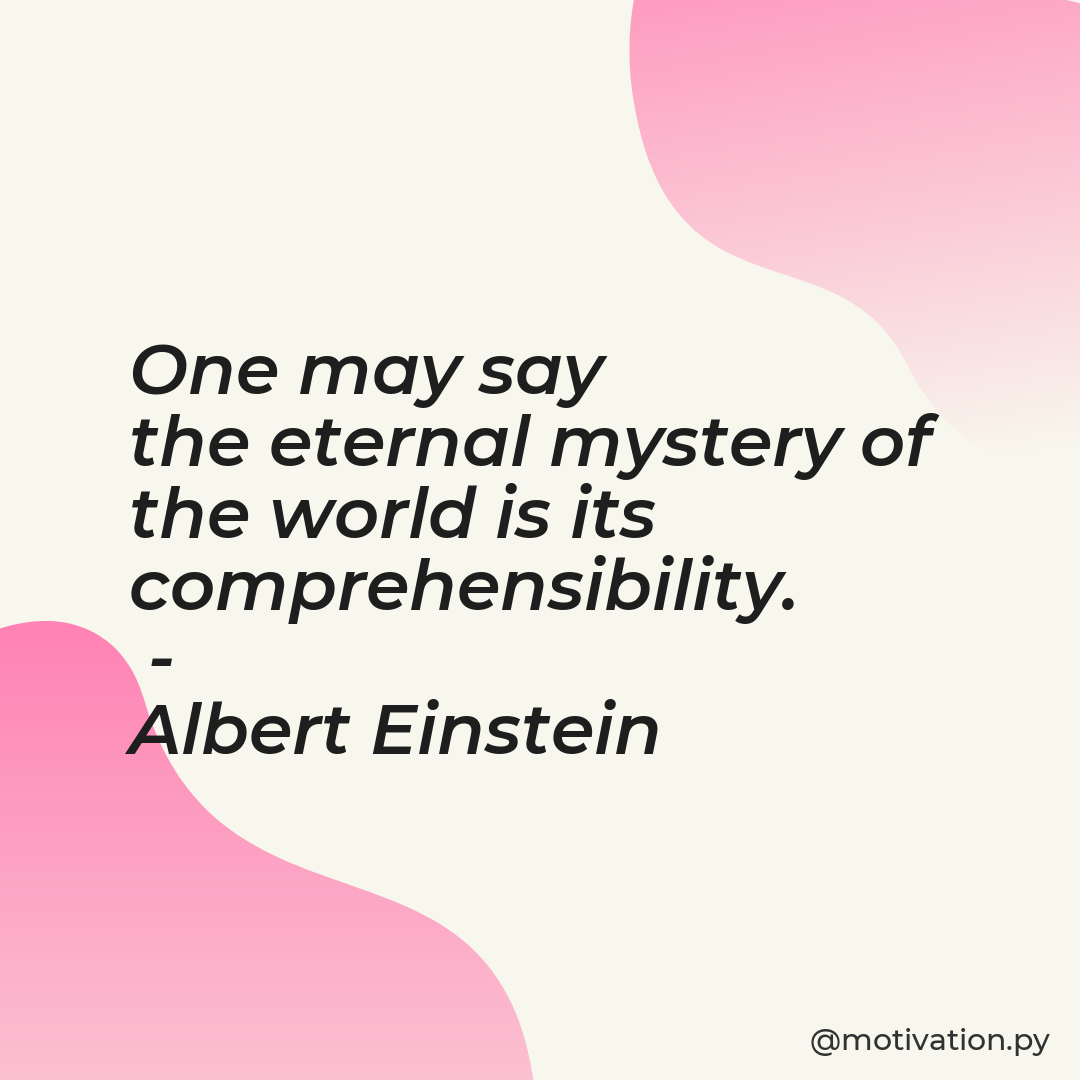 One may say
the eternal mystery of
the world is its
comprehensibility.
-
Albert Einstein
@motivation.py